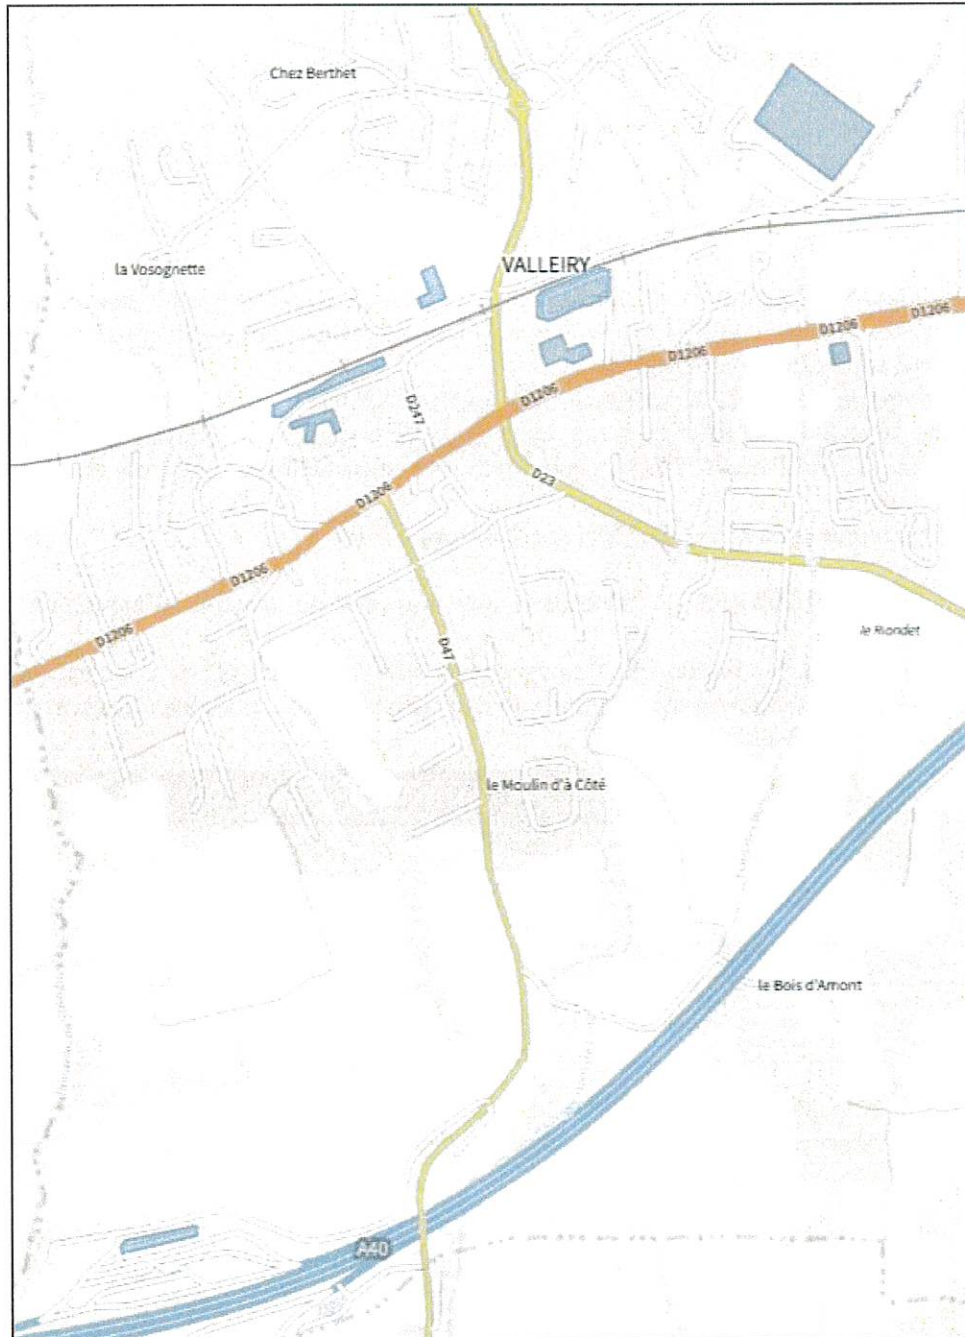 Chez Berthet
la Vosognette
VALLEIRY
D1206
D1206
D1206
D1206
D247
D1206
D23
D1206
D1206
D47
le Riondet
le Moulin d'à Côté
le Bois d'Amont
A40